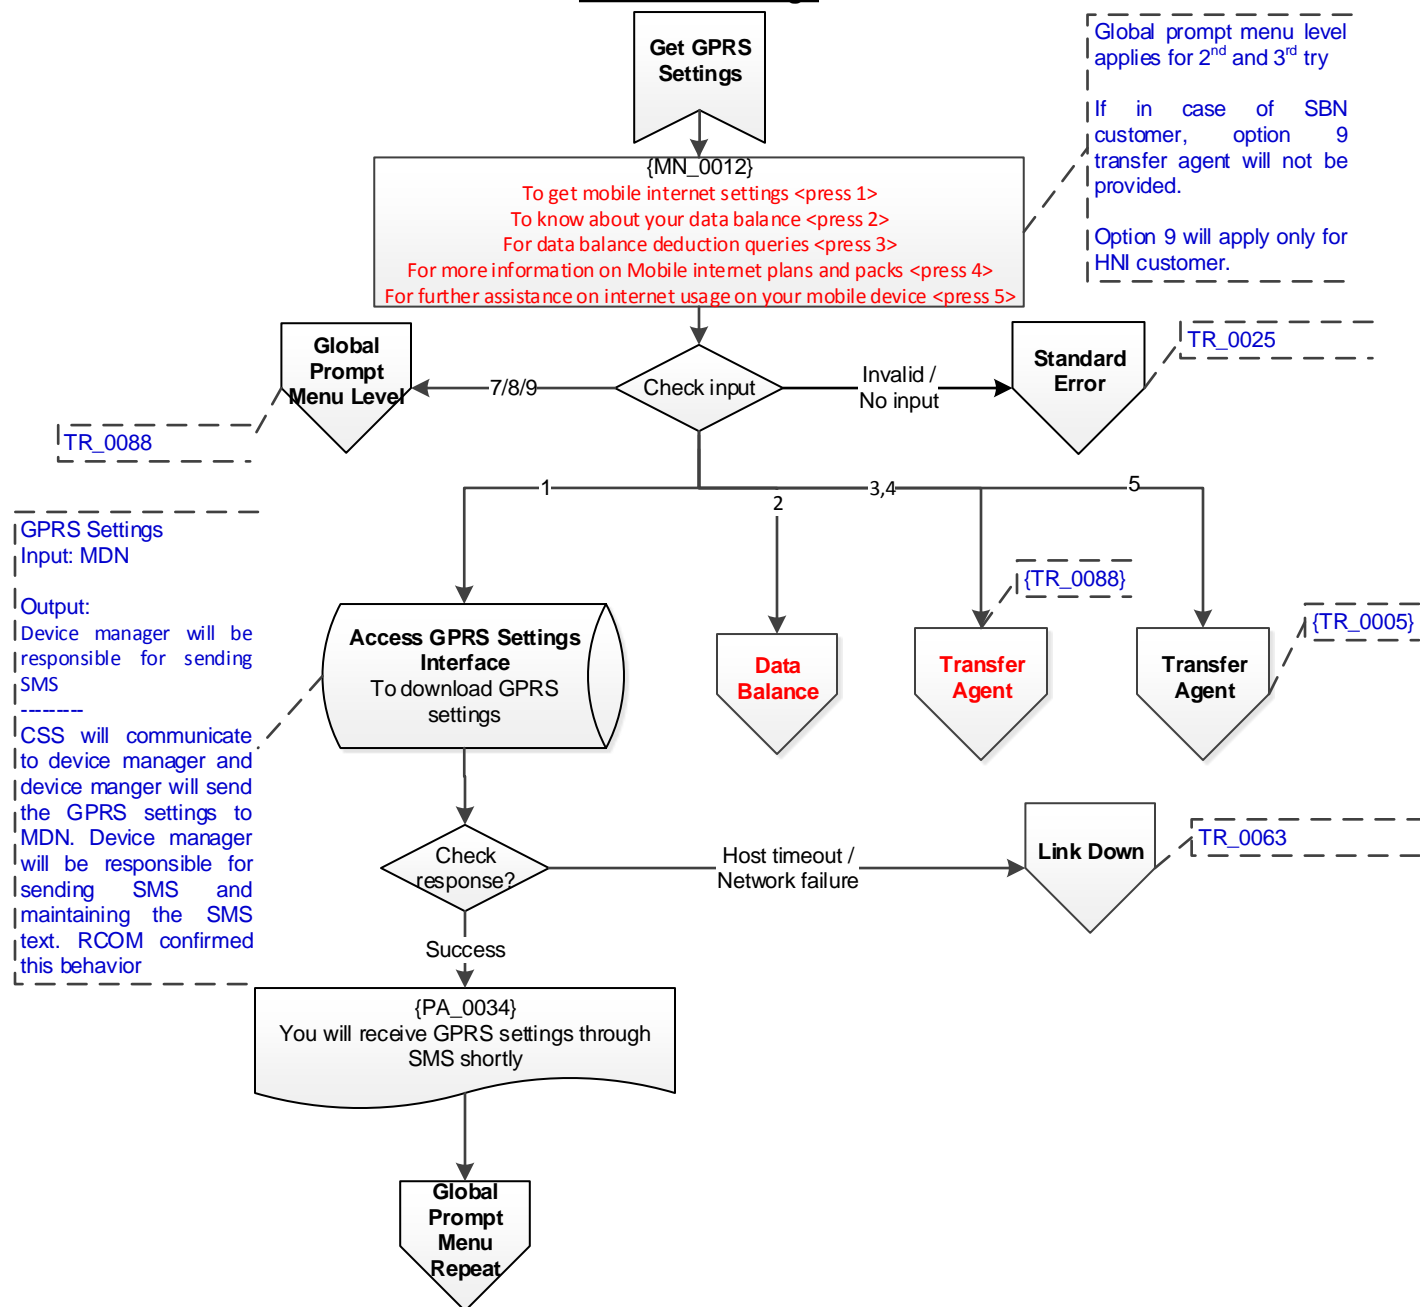 Get GPRS
Settings
Global prompt menu level
applies for 2nd and 3rd try
If in case of SBN
customer, option 9
transfer agent will not be
provided.
Option 9 will apply only for
HNI customer.
{MN_0012}
To get mobile internet settings <press 1>
To know about your data balance <press 2>
For data balance deduction queries <press 3>
For more information on Mobile internet plans and packs <press 4>
For further assistance on internet usage on your mobile device <press 5>
Global
Prompt
Menu Level
7/8/9
Check input
Invalid /
No input
Standard
Error
TR_0025
TR_0088
1
2
3,4
5
GPRS Settings
Input: MDN
Output:
Device manager will be
responsible for sending
SMS
---------
CSS will communicate
to device manager and
device manger will send
the GPRS settings to
MDN. Device manager
will be responsible for
sending SMS and
maintaining the SMS
text. RCOM confirmed
this behavior
Access GPRS Settings
Interface
To download GPRS
settings
Data
Balance
{TR_0088}
Transfer
Agent
{TR_0005}
Transfer
Agent
Check
response?
Host timeout /
Network failure
Link Down
TR_0063
Success
{PA_0034}
You will receive GPRS settings through
SMS shortly
Global
Prompt
Menu
Repeat